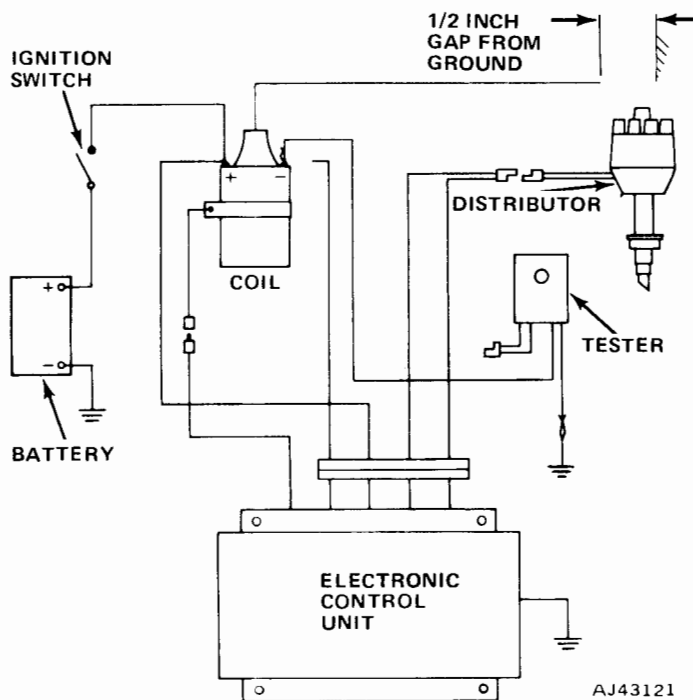 1/2 INCH
GAP FROM
GROUND
IGNITION
SWITCH
+ −
DISTRIBUTOR
COIL
+
−
TESTER
BATTERY
ELECTRONIC
CONTROL
UNIT
AJ43121